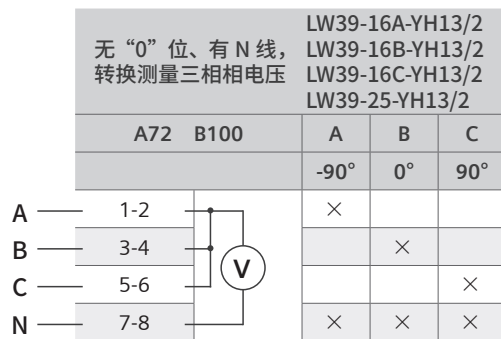 无“0”位、有 N 线，
转换测量三相相电压
LW39-16A-YH13/2
LW39-16B-YH13/2
LW39-16C-YH13/2
LW39-25-YH13/2
A72 B100 A B C
-90° 0° 90°
A 1-2 ×
B 3-4 ×
C 5-6 ×
V
N 7-8 × × ×